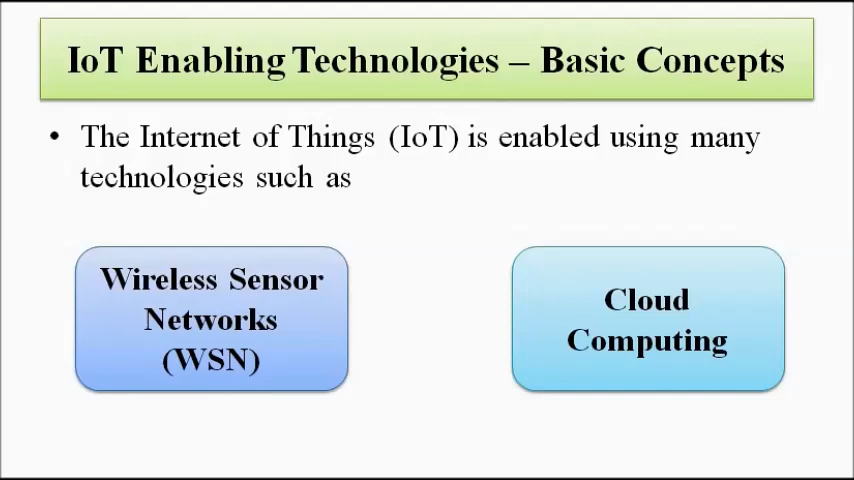 IoT Enabling Technologies – Basic Concepts
• The Internet of Things (IoT) is enabled using many
technologies such as
Wireless Sensor
Networks
(WSN)
Cloud
Computing